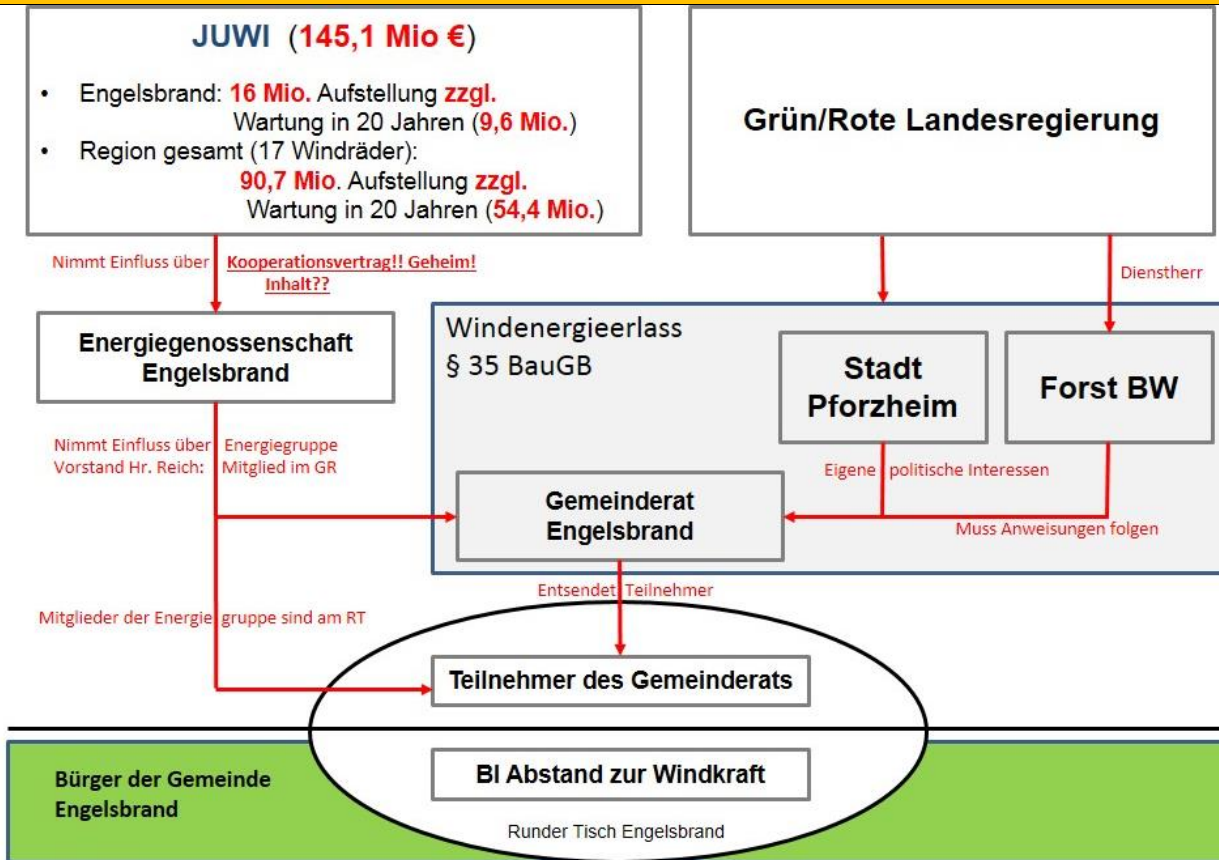 JUWI (145,1 Mio €)
• Engelsbrand: 16 Mio. Aufstellung zzgl.
Wartung in 20 Jahren (9,6 Mio.)
• Region gesamt (17 Windräder):
90,7 Mio. Aufstellung zzgl.
Wartung in 20 Jahren (54,4 Mio.)
Grün/Rote Landesregierung
Nimmt Einfluss über Kooperationsvertrag!! Geheim!
Inhalt??
Dienstherr
Energiegenossenschaft
Engelsbrand
Windenergieerlass
§ 35 BauGB
Stadt
Pforzheim
Forst BW
Nimmt Einfluss über Energiegruppe
Vorstand Hr. Reich: Mitglied im GR
Eigene politische Interessen
Gemeinderat
Engelsbrand
Muss Anweisungen folgen
Entsendet Teilnehmer
Mitglieder der Energie gruppe sind am RT
Teilnehmer des Gemeinderats
BI Abstand zur Windkraft
Bürger der Gemeinde
Engelsbrand
Runder Tisch Engelsbrand